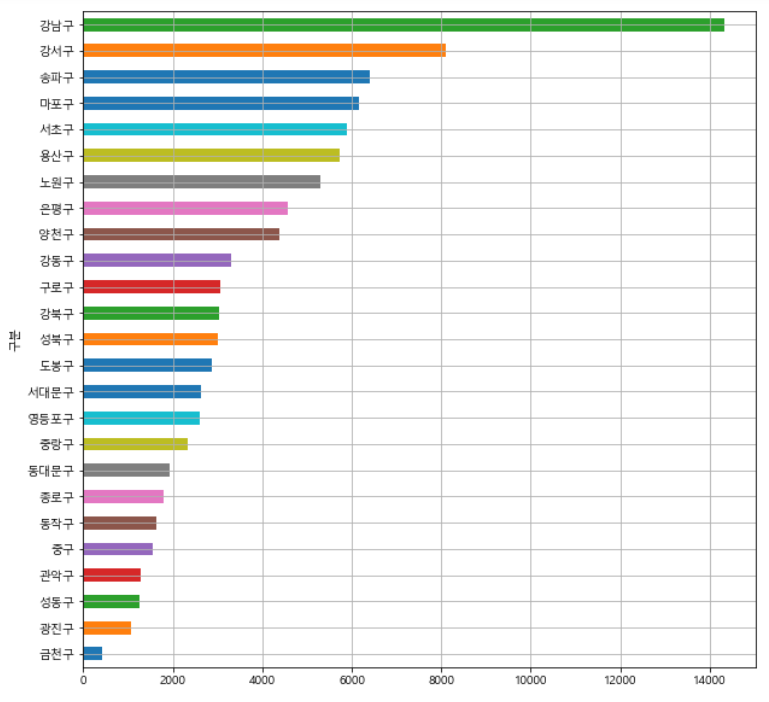 강남구
강서구
송파구
마포구
서초구
용산구
노원구
은평구
양천구
강동구
구로구
강북구
성북구
도봉구
서대문구
영등포구
중랑구
동대문구
종로구
동작구
중구
관악구
성동구
광진구
금천구
구분
0 2000 4000 6000 8000 10000 12000 14000